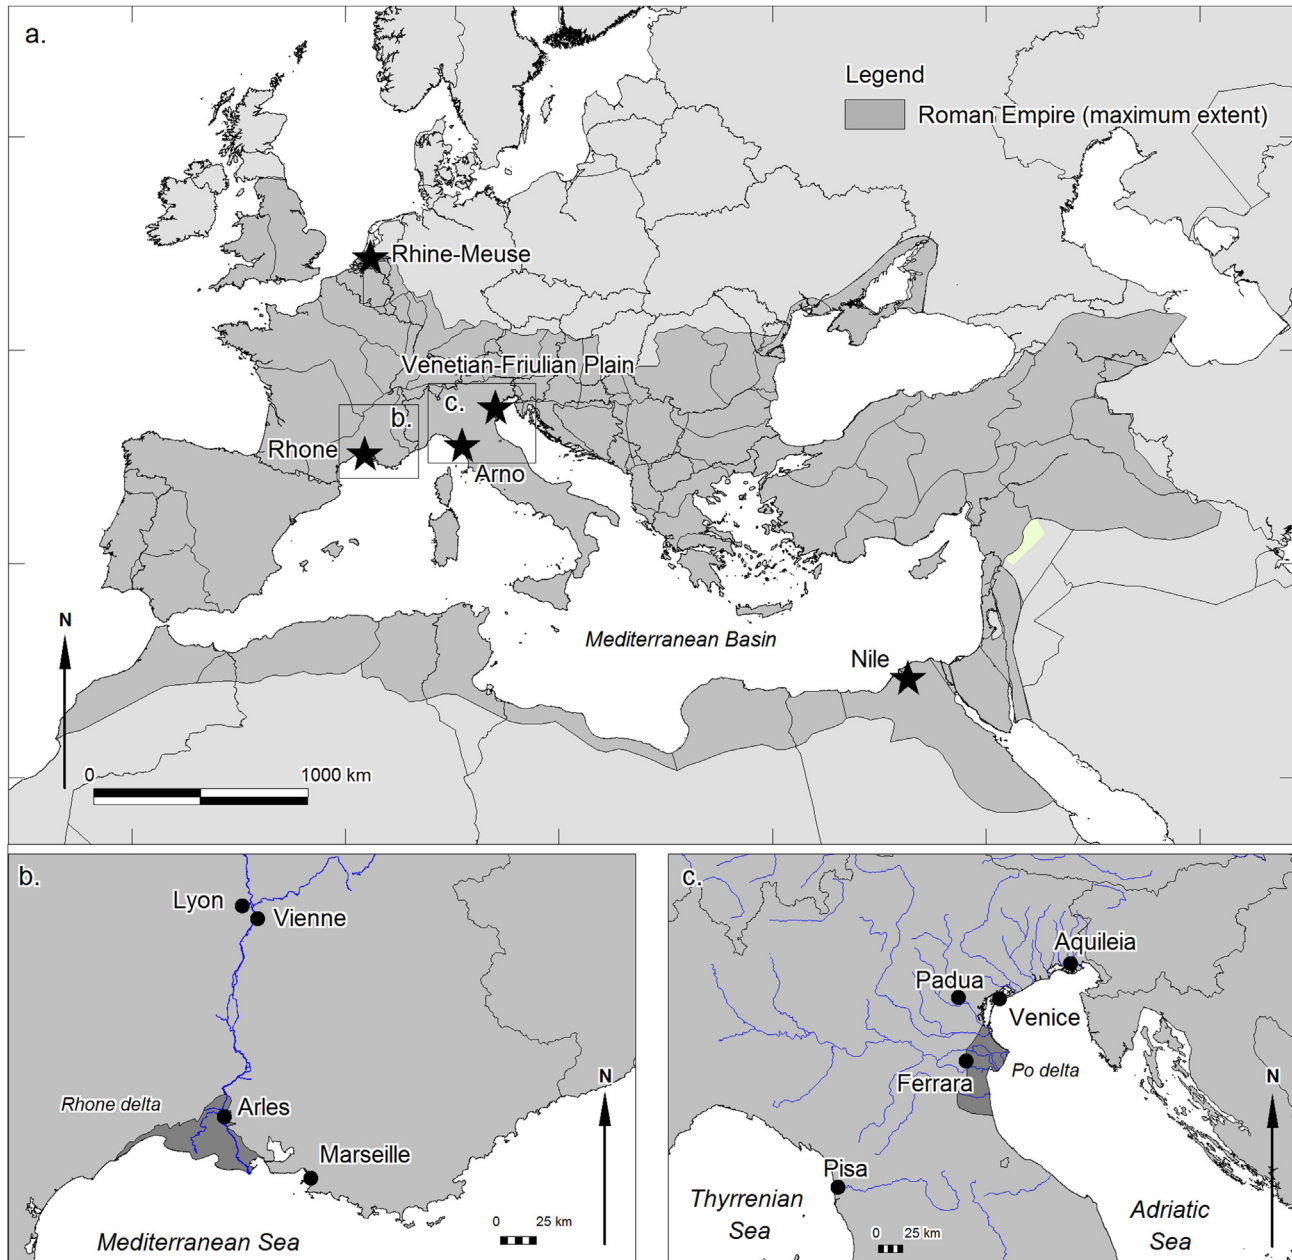 a.
Legend
Roman Empire (maximum extent)
Rhine-Meuse
Venetian-Friulian Plain
c.
b.
Rhone
Arno
Mediterranean Basin
Nile
N
0 1000 km
b.
Lyon
Vienne
Rhone delta
Arles
Marseille
N
0 25 km
Mediterranean Sea
c.
Aquileia
Padua
Venice
Ferrara
Po delta
N
Pisa
Thyrrenian
Sea
0 25 km
Adriatic
Sea